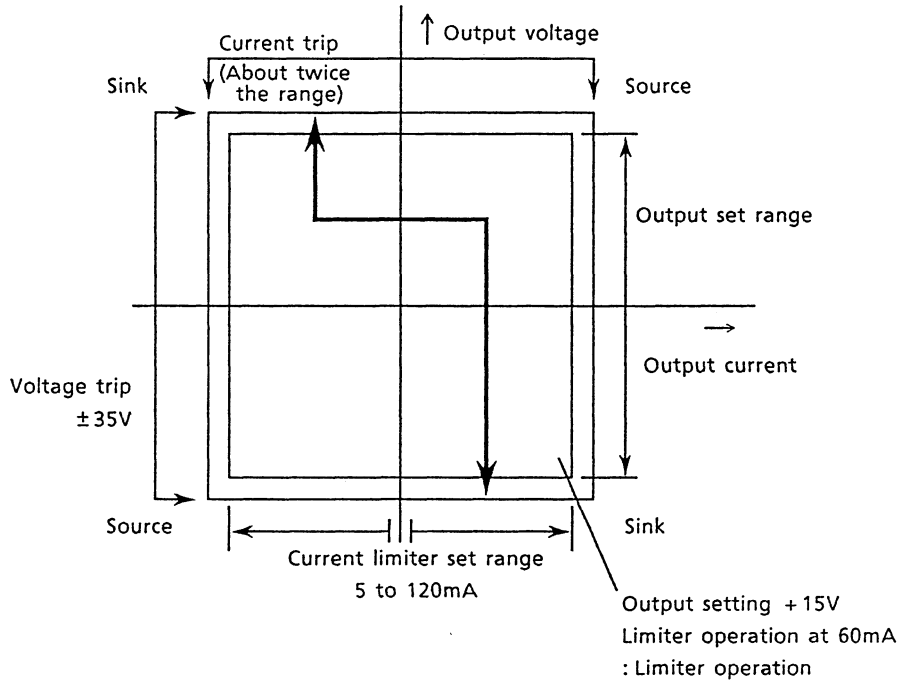 ↑ Output voltage
Current trip
(About twice
the range)
Sink
Source
Output set range
→
Output current
Voltage trip
±35V
Source
Sink
Current limiter set range
5 to 120mA
Output setting +15V
Limiter operation at 60mA
: Limiter operation